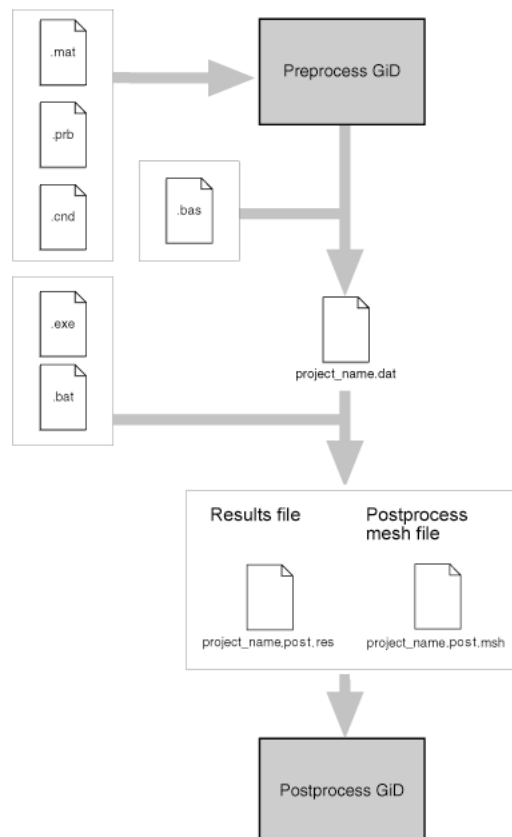 .mat
Preprocess GiD
.prb
.cnd
.bas
.exe
.bat
project_name.dat
Results file
Postprocess
mesh file
project_name.post.res
project_name.post.msh
Postprocess GiD